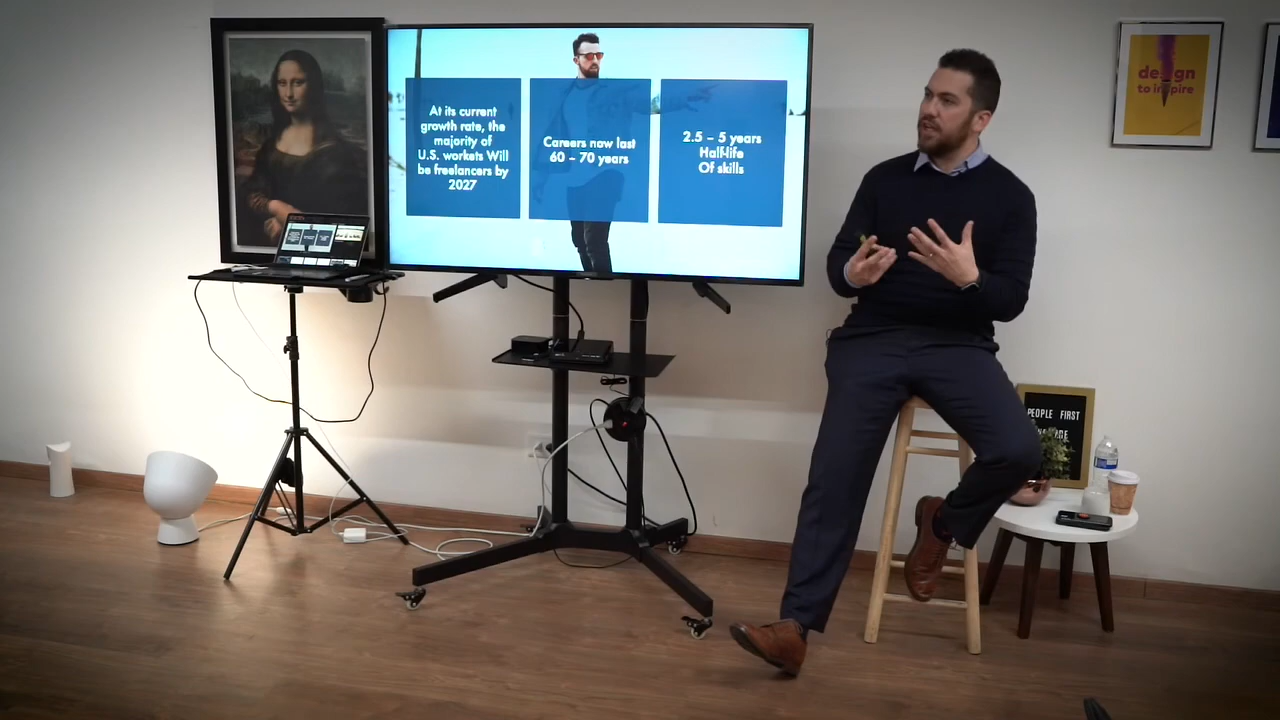 At its current
growth rate, the
majority of
U.S. workets Will
be freelancers by
2027
Careers now last
60 – 70 years
2.5 – 5 years
Half-life
Of skills
design
to inspire
PEOPLE FIRST